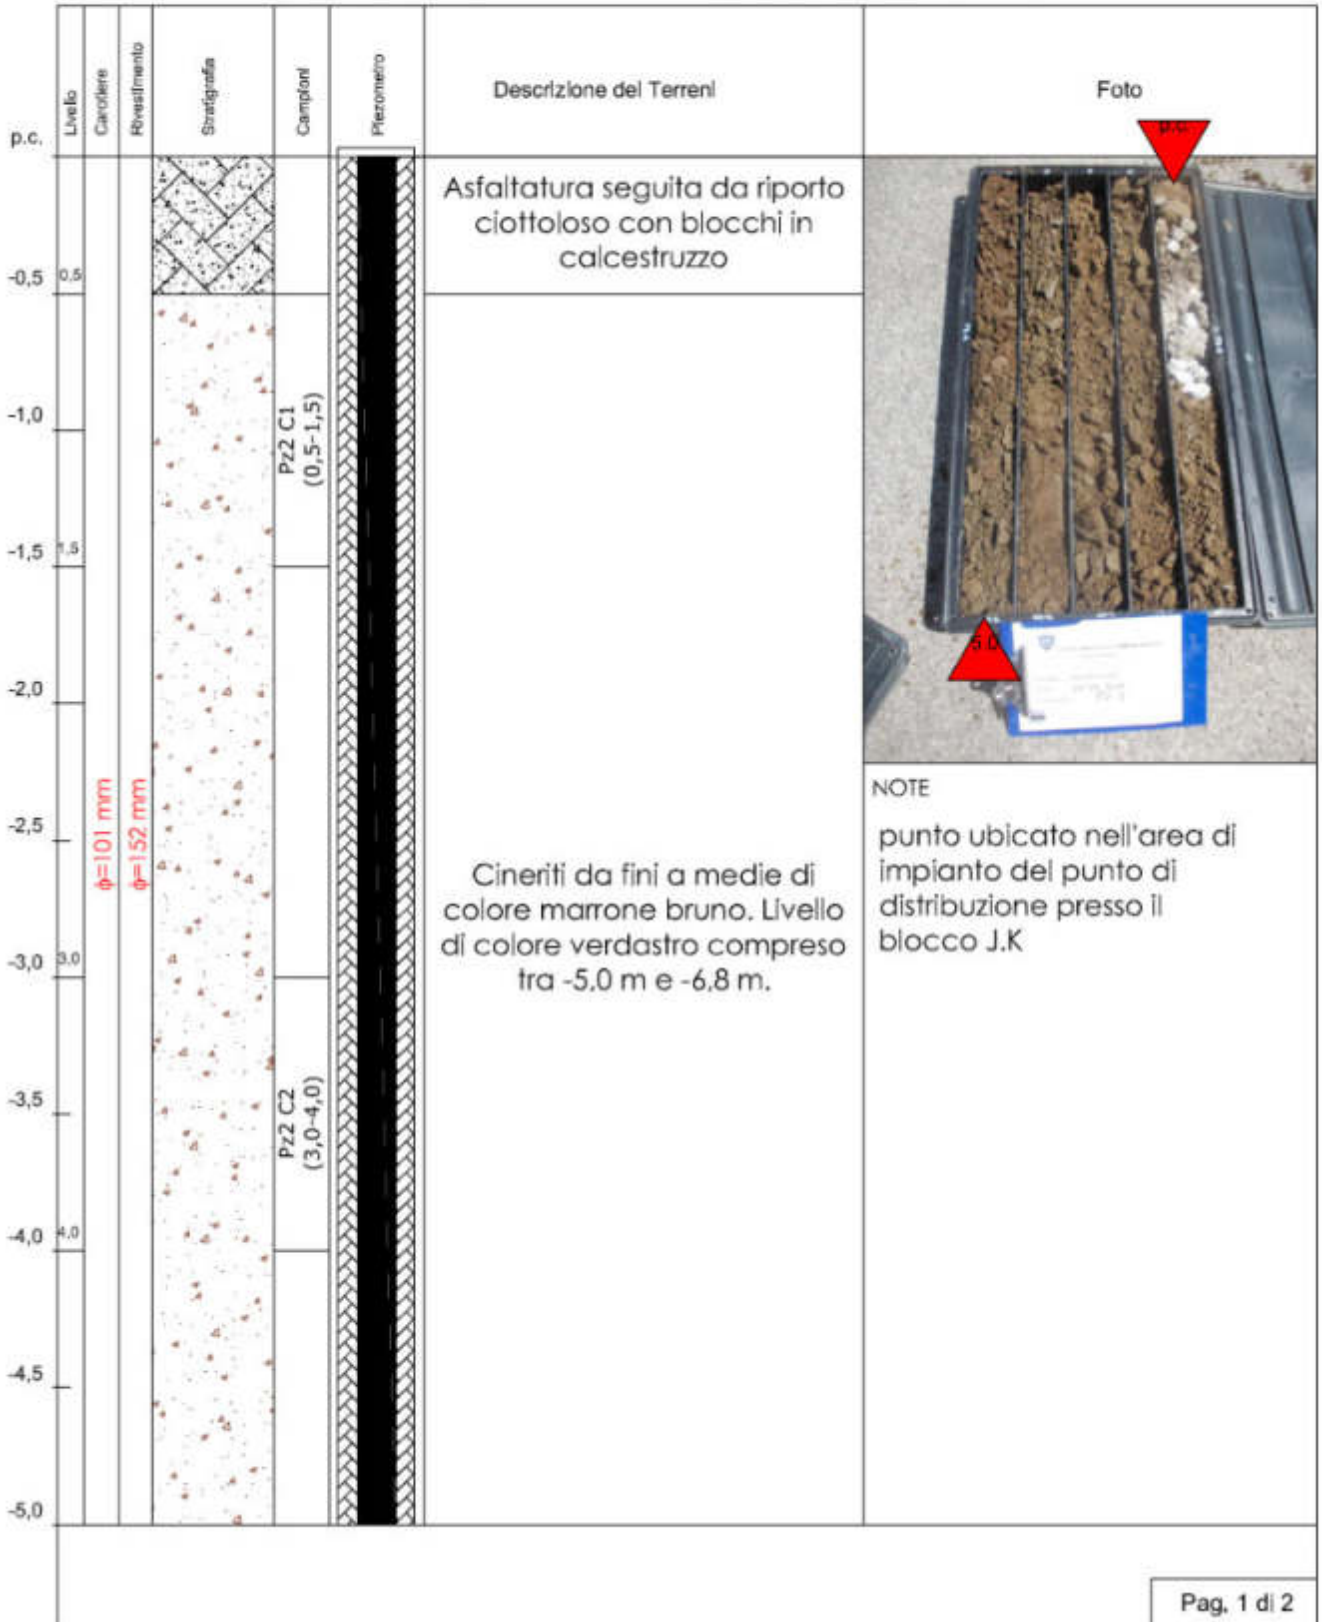 p.c.
Livello
Carotiere
Rivestimento
Stratigrafia
Campioni
Piezometro
Descrizione dei Terreni
Foto
p.c.
Asfaltatura seguita da riporto
ciottoloso con blocchi in
calcestruzzo
-0,5
0,5
-1,0
Pz2 C1
(0,5-1,5)
-1,5
1,5
5.0
-2,0
-2,5
ϕ=101 mm
ϕ=152 mm
NOTE
punto ubicato nell'area di
impianto del punto di
distribuzione presso il
blocco J.K
Cineriti da fini a medie di
colore marrone bruno. Livello
di colore verdastro compreso
tra -5,0 m e -6,8 m.
-3,0
3,0
-3,5
Pz2 C2
(3,0-4,0)
-4,0
4,0
-4,5
-5,0
Pag. 1 di 2